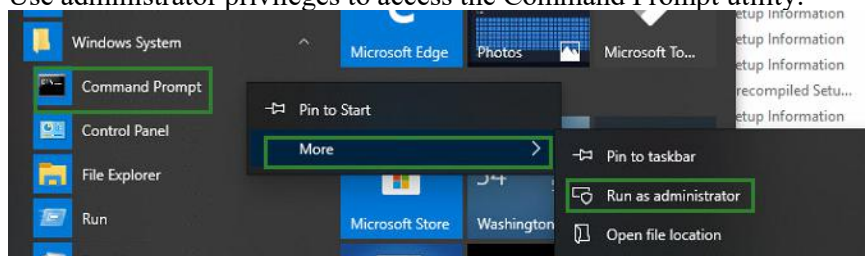 Use administrator privileges to access the Command Prompt utility.
etup Information
Windows System
etup Information
Microsoft Edge
Photos
Microsoft To...
etup Information
Command Prompt
recompiled Setu...
etup Information
Pin to Start
Control Panel
More
Pin to taskbar
File Explorer
Run as administrator
Run
Microsoft Store
Washington
Open file location